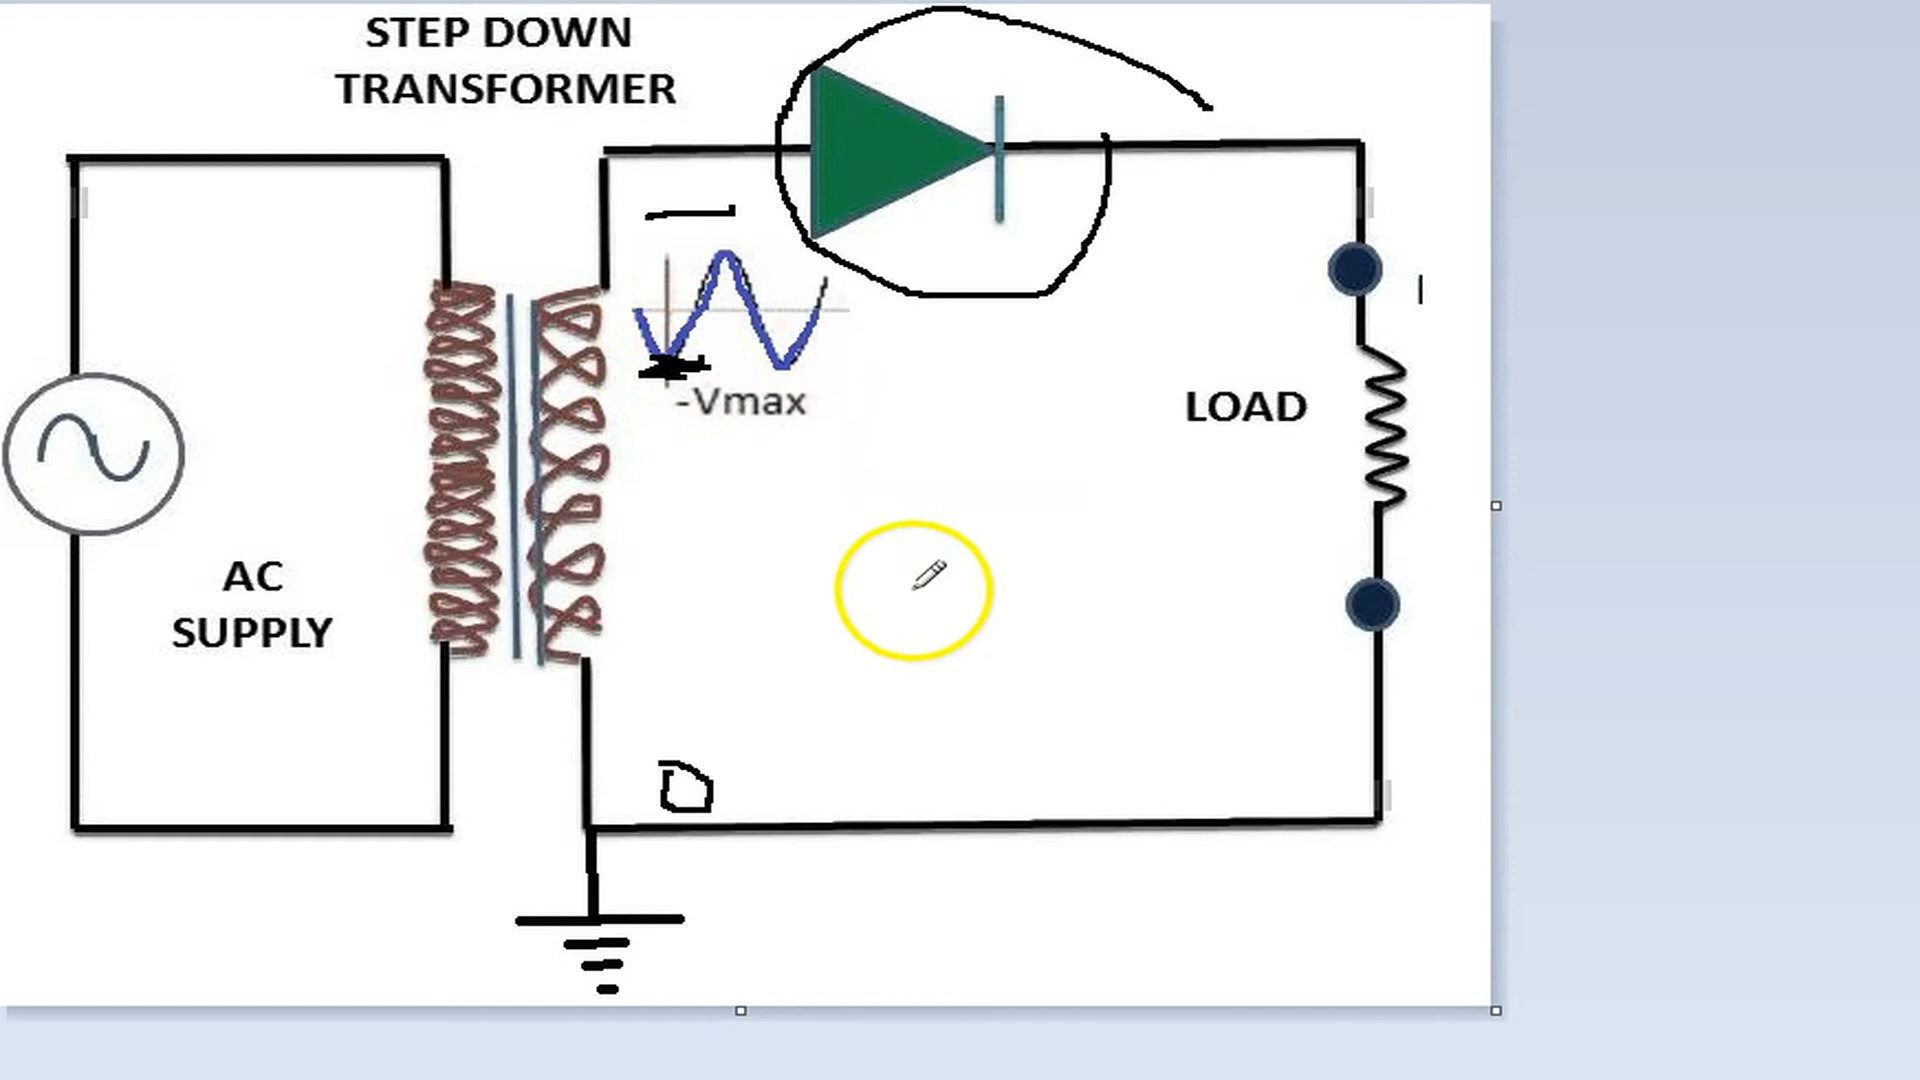 STEP DOWN
TRANSFORMER
-Vmax
LOAD
AC
SUPPLY